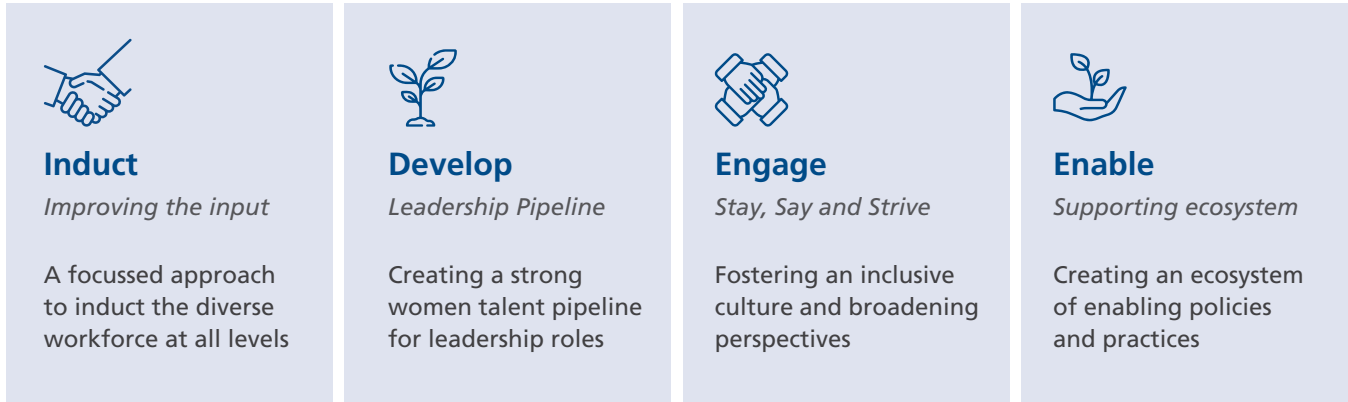 Induct
Improving the input
A focussed approach
to induct the diverse
workforce at all levels
Develop
Leadership Pipeline
Creating a strong
women talent pipeline
for leadership roles
Engage
Stay, Say and Strive
Fostering an inclusive
culture and broadening
perspectives
Enable
Supporting ecosystem
Creating an ecosystem
of enabling policies
and practices